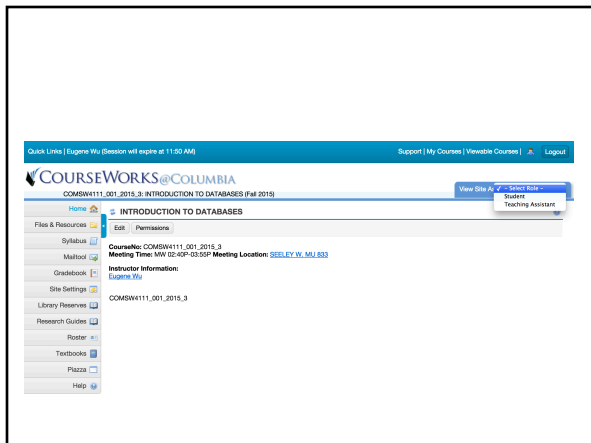 Quick Links | Eugene Wu (Session will expire at 11:50 AM) Support | My Courses | Viewable Courses | Logout
COURSEWORKS@COLUMBIA
COMSW4111_001_2015_3: INTRODUCTION TO DATABASES (Fall 2015)
View Site As ✓ - Select Role -
Student
Teaching Assistant
Home
Files & Resources
Syllabus
Mailtool
Gradebook
Site Settings
Library Reserves
Research Guides
Roster
Textbooks
Piazza
Help
INTRODUCTION TO DATABASES
Edit Permissions
CourseNo: COMSW4111_001_2015_3
Meeting Time: MW 02:40P-03:55P Meeting Location: SEELEY W. MU 833
Instructor Information:
Eugene Wu
COMSW4111_001_2015_3